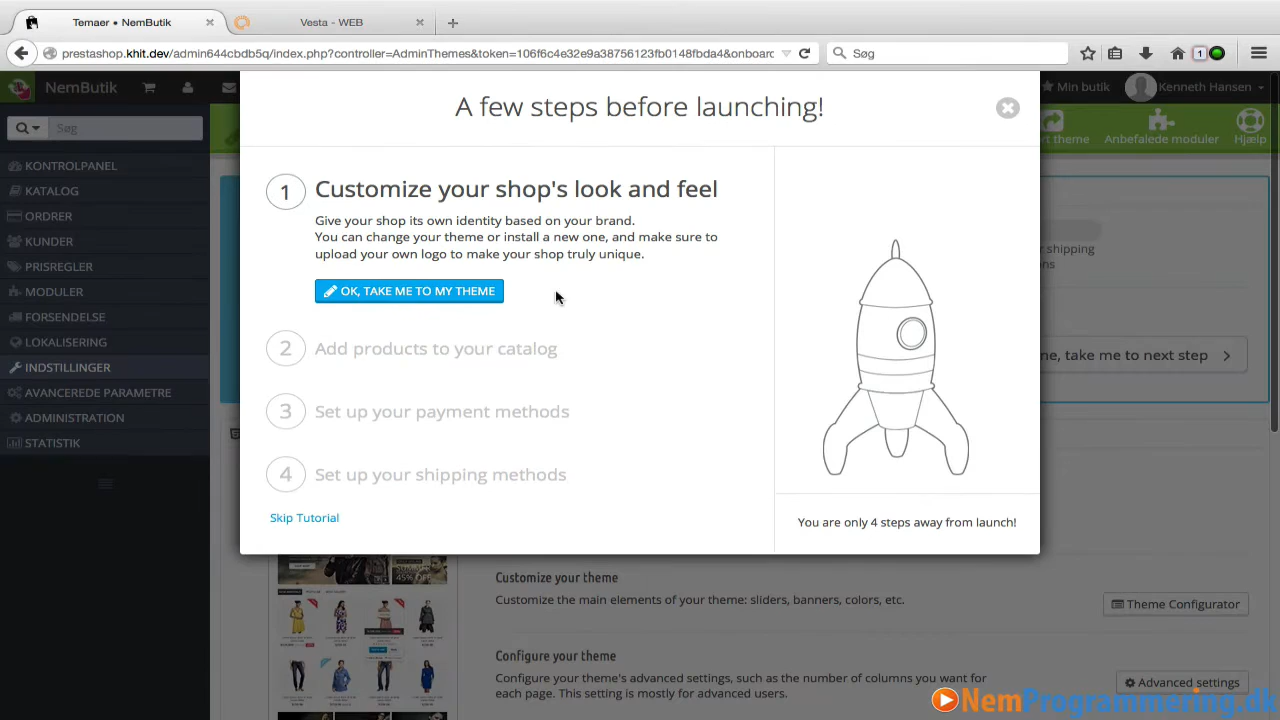 Temaer • NemButik
Vesta - WEB
prestashop.khit.dev/admin644cbdb5q/index.php?controller=AdminThemes&token=106f6c4e32e9a38756123fb0148fbda4&onboard
Søg
1
NemButik
Min butik
Kenneth Hansen
Søg
rt theme
Anbefalede moduler
Hjælp
KONTROLPANEL
KATALOG
ORDRER
KUNDER
PRISREGLER
MODULER
FORSENDELSE
LOKALISERING
INDSTILLINGER
AVANCEREDE PARAMETRE
ADMINISTRATION
STATISTIK
A few steps before launching!
1
Customize your shop's look and feel
Give your shop its own identity based on your brand.
You can change your theme or install a new one, and make sure to
upload your own logo to make your shop truly unique.
OK, TAKE ME TO MY THEME
2
Add products to your catalog
3
Set up your payment methods
4
Set up your shipping methods
Skip Tutorial
You are only 4 steps away from launch!
r shipping
ons
ne, take me to next step
Customize your theme
Customize the main elements of your theme: sliders, banners, colors, etc.
Theme Configurator
Configure your theme
Configure your theme's advanced settings, such as the number of columns you want for
each page. This setting is mostly for advanced users.
Advanced settings
NemProgrammering.dk